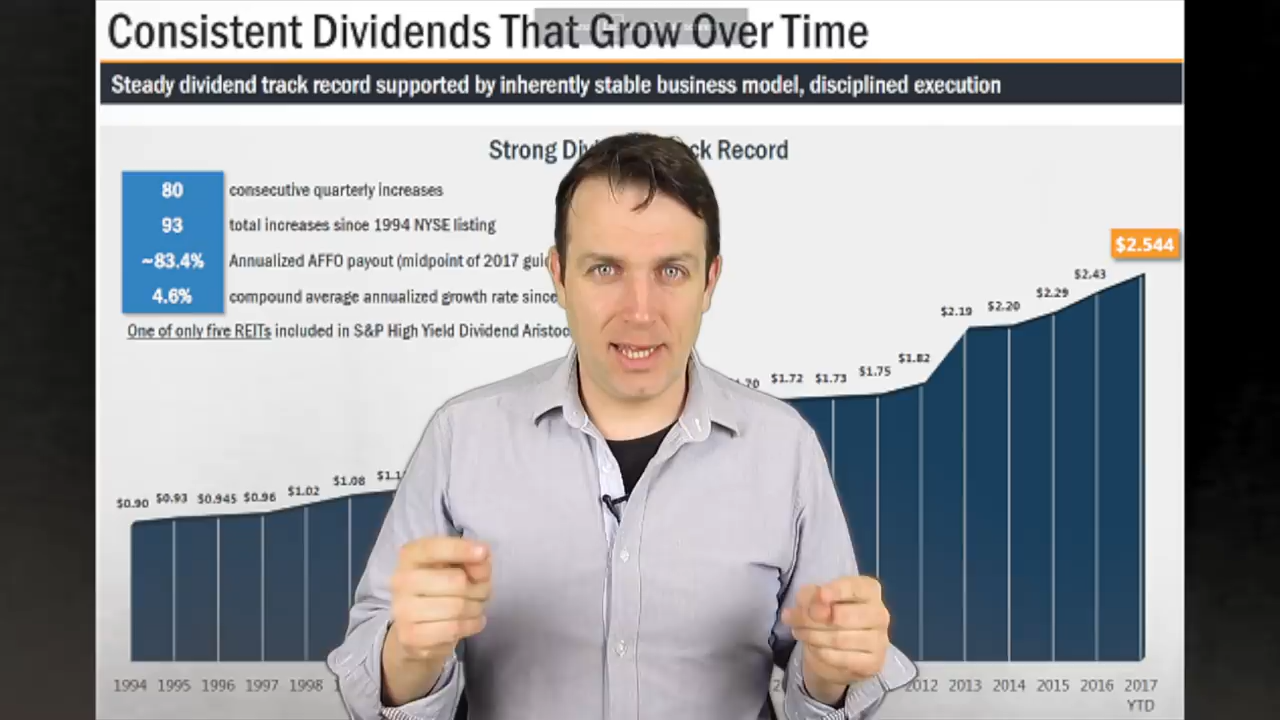 Consistent Dividends That Grow Over Time
Steady dividend track record supported by inherently stable business model, disciplined execution
Strong Record
80 consecutive quarterly increases
93 total increases since 1994 NYSE listing
~83.4% Annualized AFFO payout (midpoint of 2017
4.6% compound average annualized growth rate since
One of only five REITs included in S&P High Yield Dividend
$0.90 $0.93 $0.945 $0.96 $1.02 $1.08 $1.72 $1.73 $1.75 $1.82 $2.19 $2.20 $2.29 $2.43 $2.544
1994 1995 1996 1997 1998 2012 2013 2014 2015 2016 2017
YTD